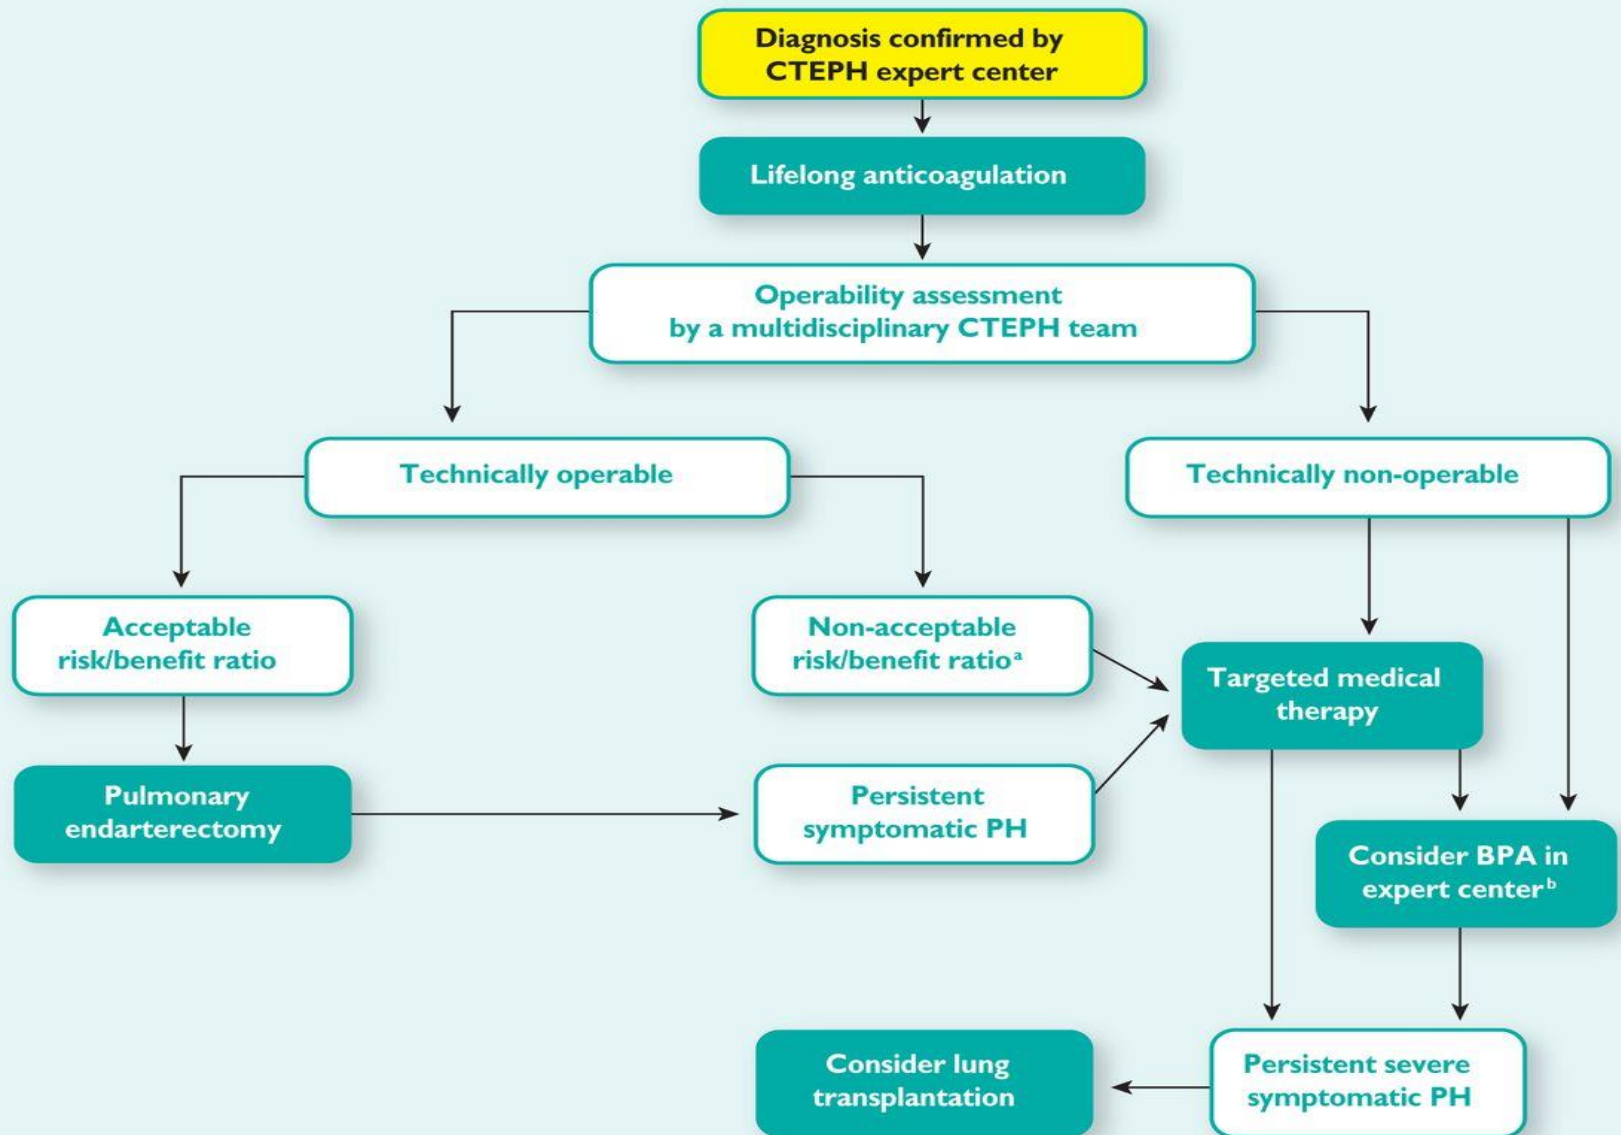 Diagnosis confirmed by
CTEPH expert center
Lifelong anticoagulation
Operability assessment
by a multidisciplinary CTEPH team
Technically operable
Technically non-operable
Acceptable
risk/benefit ratio
Non-acceptable
risk/benefit ratioᵃ
Targeted medical
therapy
Pulmonary
endarterectomy
Persistent
symptomatic PH
Consider BPA in
expert centerᵇ
Consider lung
transplantation
Persistent severe
symptomatic PH